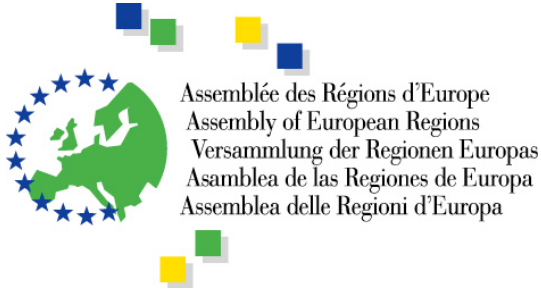 Assemblée des Régions d'Europe
Assembly of European Regions
Versammlung der Regionen Europas
Asamblea de las Regiones de Europa
Assemblea delle Regioni d'Europa